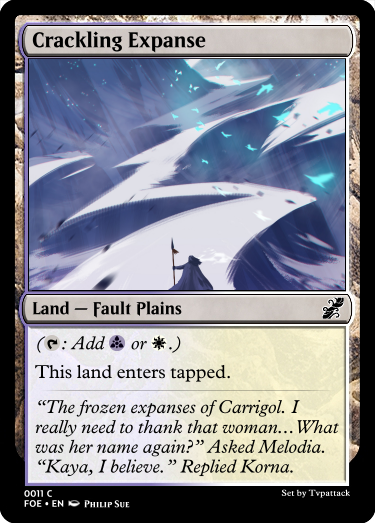 Crackling Expanse
Land — Fault Plains
(: Add or .)
This land enters tapped.
“The frozen expanses of Carrigol. I
really need to thank that woman…What
was her name again?” Asked Melodia.
“Kaya, I believe.” Replied Korna.
0011 C
FOE • EN Philip Sue
Set by Tvpattack